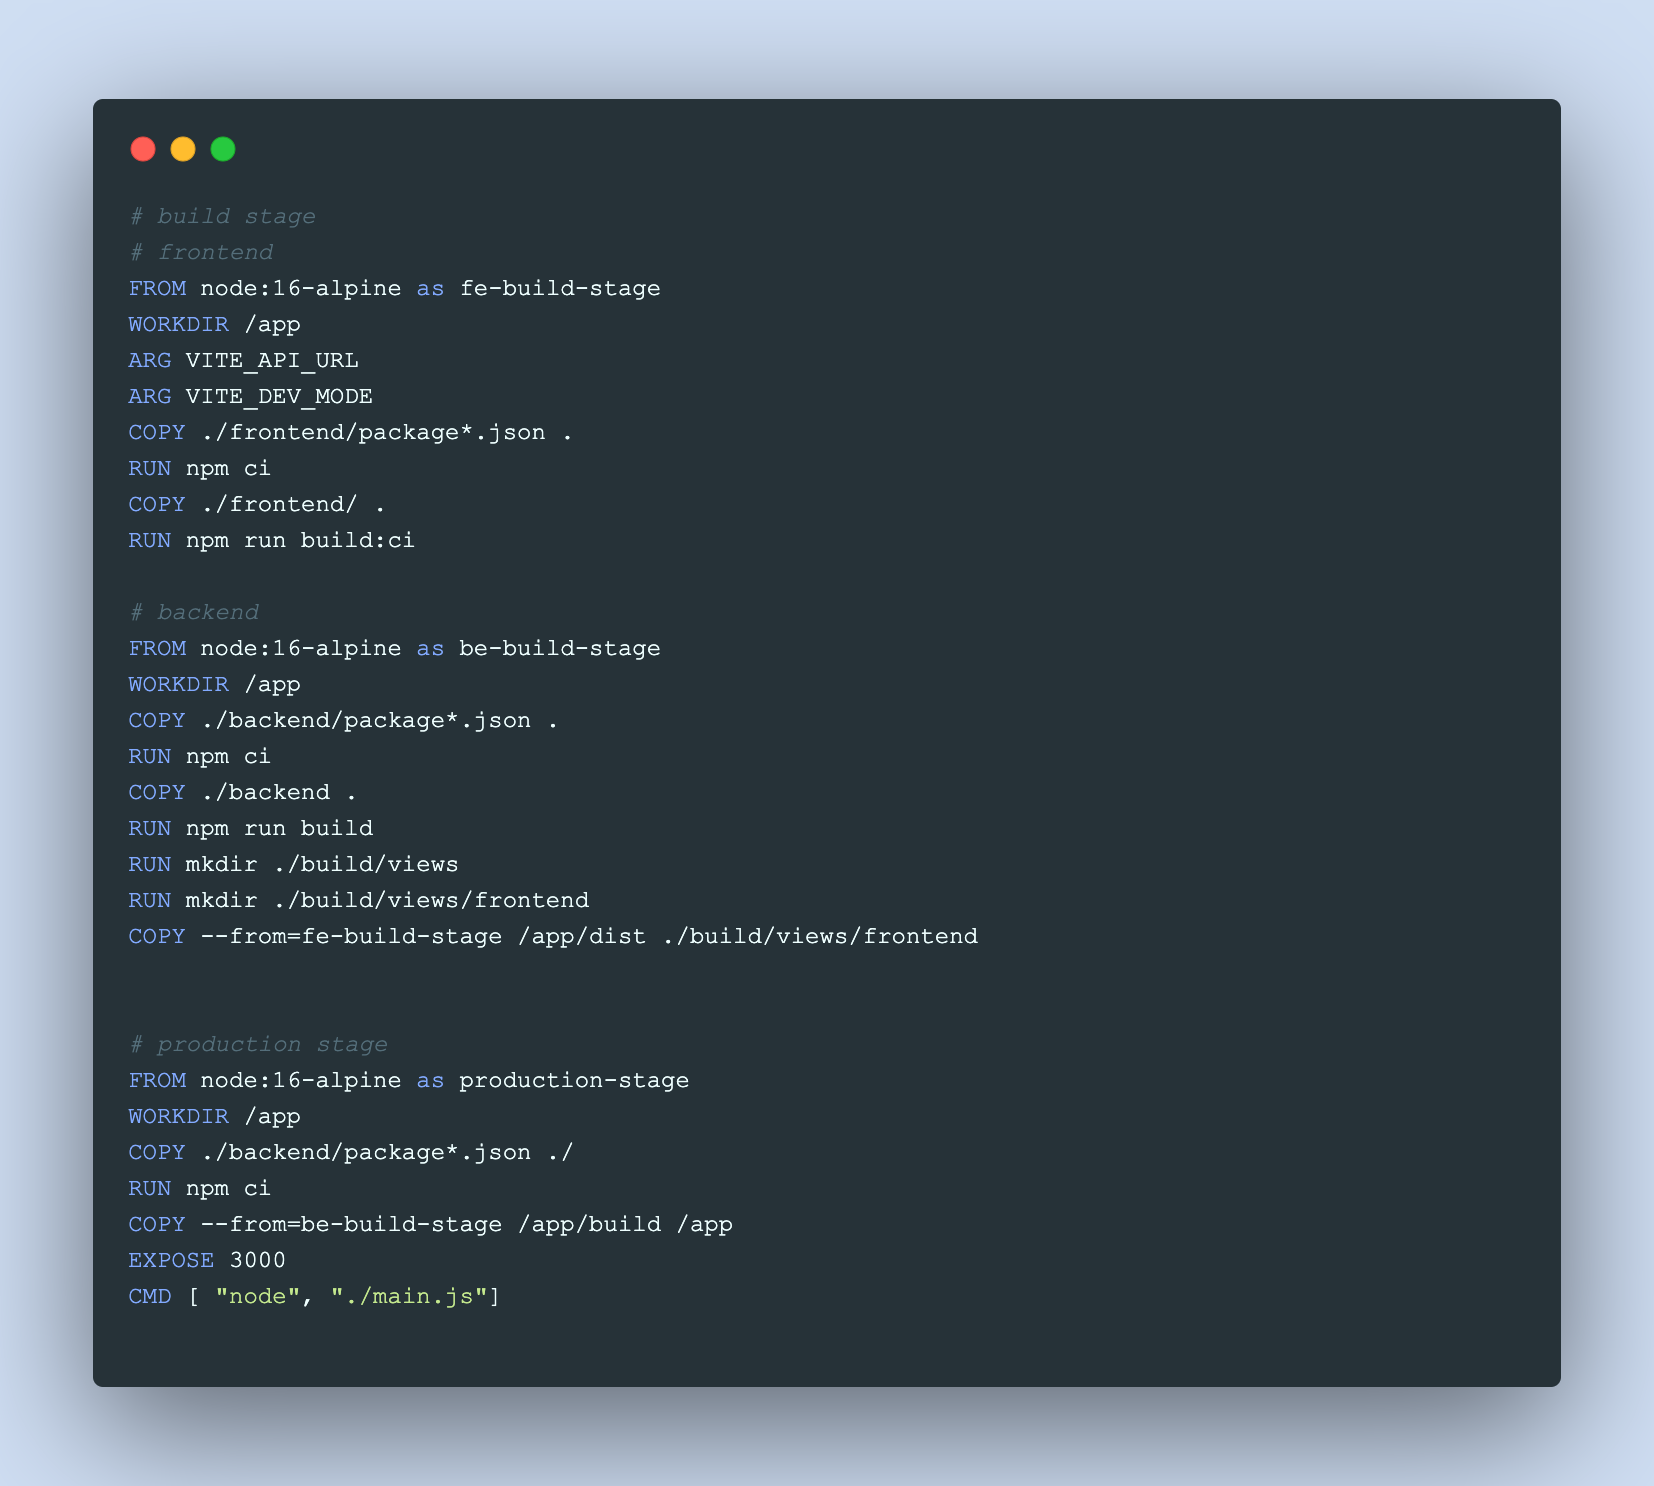 # build stage
# frontend
FROM node:16-alpine as fe-build-stage
WORKDIR /app
ARG VITE_API_URL
ARG VITE_DEV_MODE
COPY ./frontend/package*.json .
RUN npm ci
COPY ./frontend/ .
RUN npm run build:ci

# backend
FROM node:16-alpine as be-build-stage
WORKDIR /app
COPY ./backend/package*.json .
RUN npm ci
COPY ./backend .
RUN npm run build
RUN mkdir ./build/views
RUN mkdir ./build/views/frontend
COPY --from=fe-build-stage /app/dist ./build/views/frontend

# production stage
FROM node:16-alpine as production-stage
WORKDIR /app
COPY ./backend/package*.json ./
RUN npm ci
COPY --from=be-build-stage /app/build /app
EXPOSE 3000
CMD [ "node", "./main.js"]